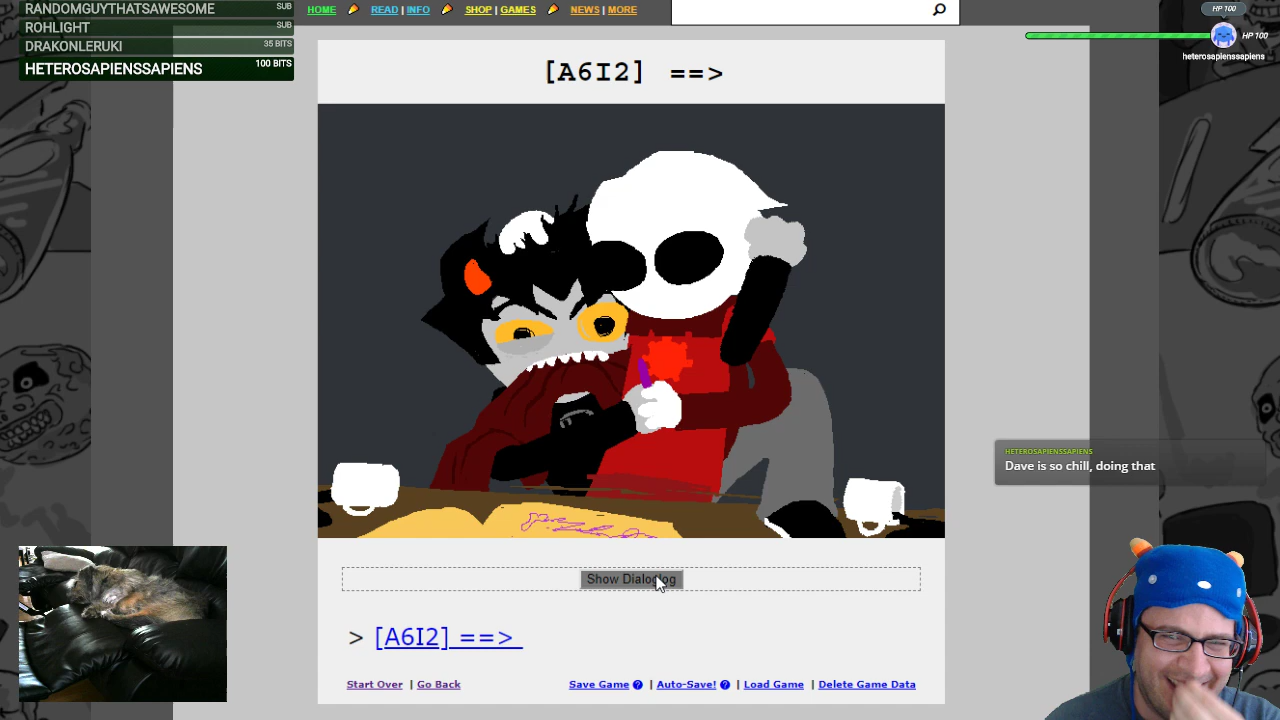 RANDOMGUYTHATSAWESOME SUB
ROHLIGHT SUB
DRAKONLERUKI 35 BITS
HETEROSAPIENSSAPIENS 100 BITS
HOME READ | INFO SHOP | GAMES NEWS | MORE
HP 100
HP 100
heterosapienssapiens
[A6I2] ==>
HETEROSAPIENSSAPIENS
Dave is so chill, doing that
Show Dialoglog
> [A6I2] ==>
Start Over | Go Back Save Game ? | Auto-Save! ? | Load Game | Delete Game Data